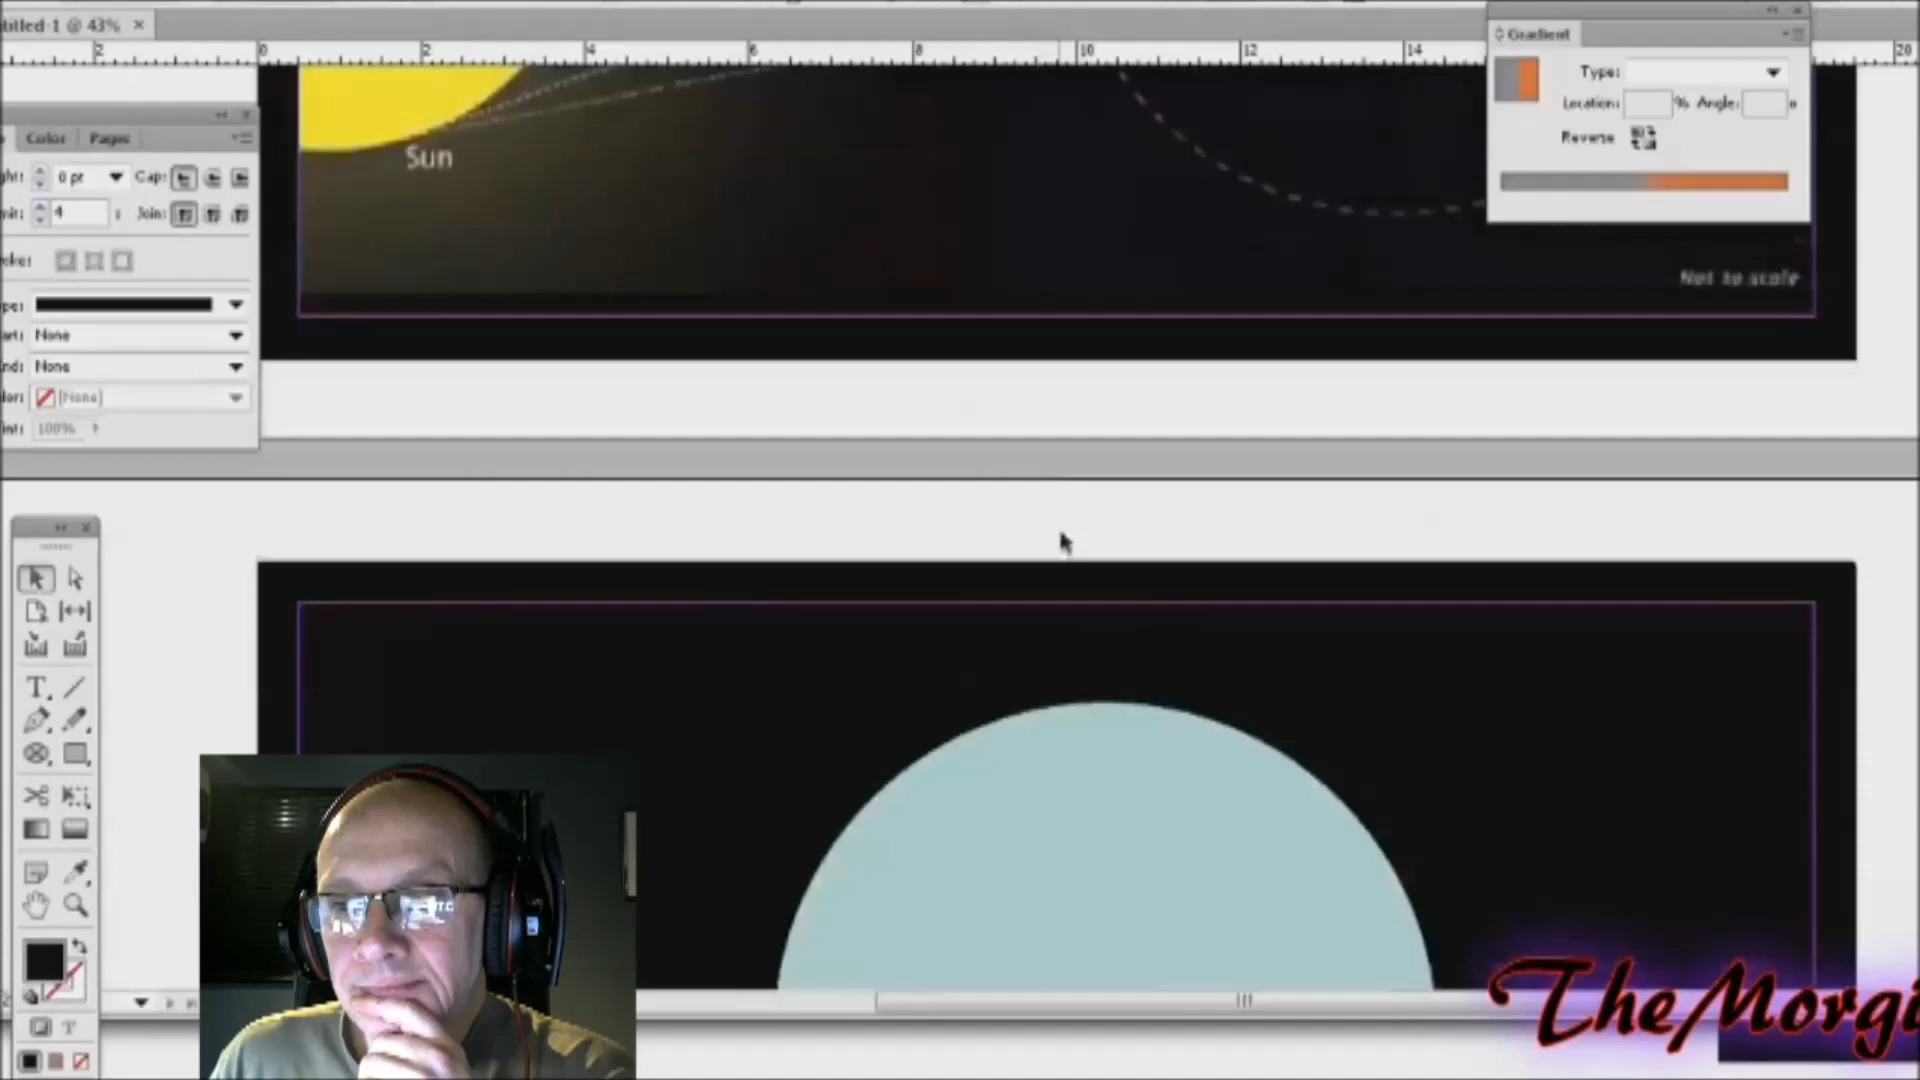 titled-1 @ 43% ×
2 0 2 4 6 8 10 12 14 20
Gradient
Type:
Location: % Angle: °
Reverse
Color Pages
0 pt Cap:
4 Join:
None
None
[None]
100%
Sun
Not to scale
T
T
TheMorgi